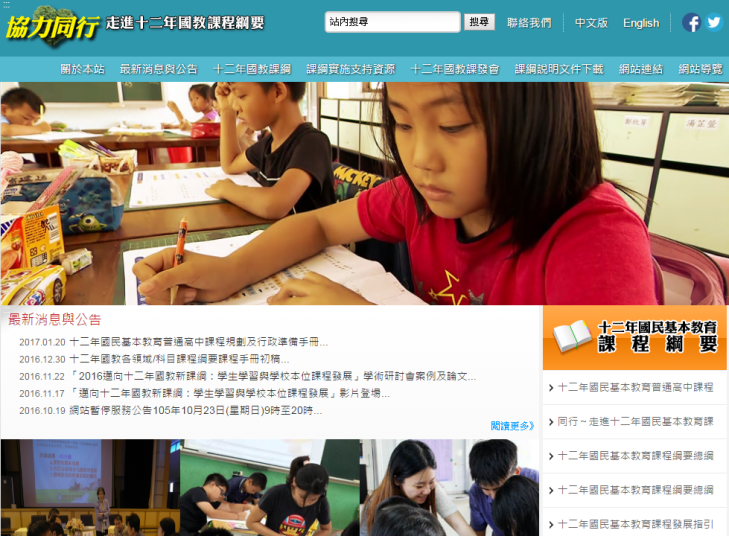 協力同行 走進十二年國教課程綱要
站內搜尋 搜尋 聯絡我們 中文版 English
關於本站 最新消息與公告 十二年國教課綱 課綱實施支持資源 十二年國教課發會 課綱說明文件下載 網站連結 網站導覽
最新消息與公告
2017.01.20 十二年國民基本教育普通高中課程規劃及行政準備手冊...
2016.12.30 十二年國教各領域/科目課程綱要課程手冊初稿...
2016.11.22 「2016邁向十二年國教新課綱：學生學習與學校本位課程發展」學術研討會案例及論文...
2016.11.17 「邁向十二年國教新課綱：學生學習與學校本位課程發展」影片登場...
2016.10.19 網站暫停服務公告105年10月23日(星期日)9時至20時...
閱讀更多》
十二年國民基本教育
課程綱要
十二年國民基本教育普通高中課程
同行～走進十二年國民基本教育課
十二年國民基本教育課程綱要總綱
十二年國民基本教育課程綱要總綱
十二年國民基本教育課程發展指引